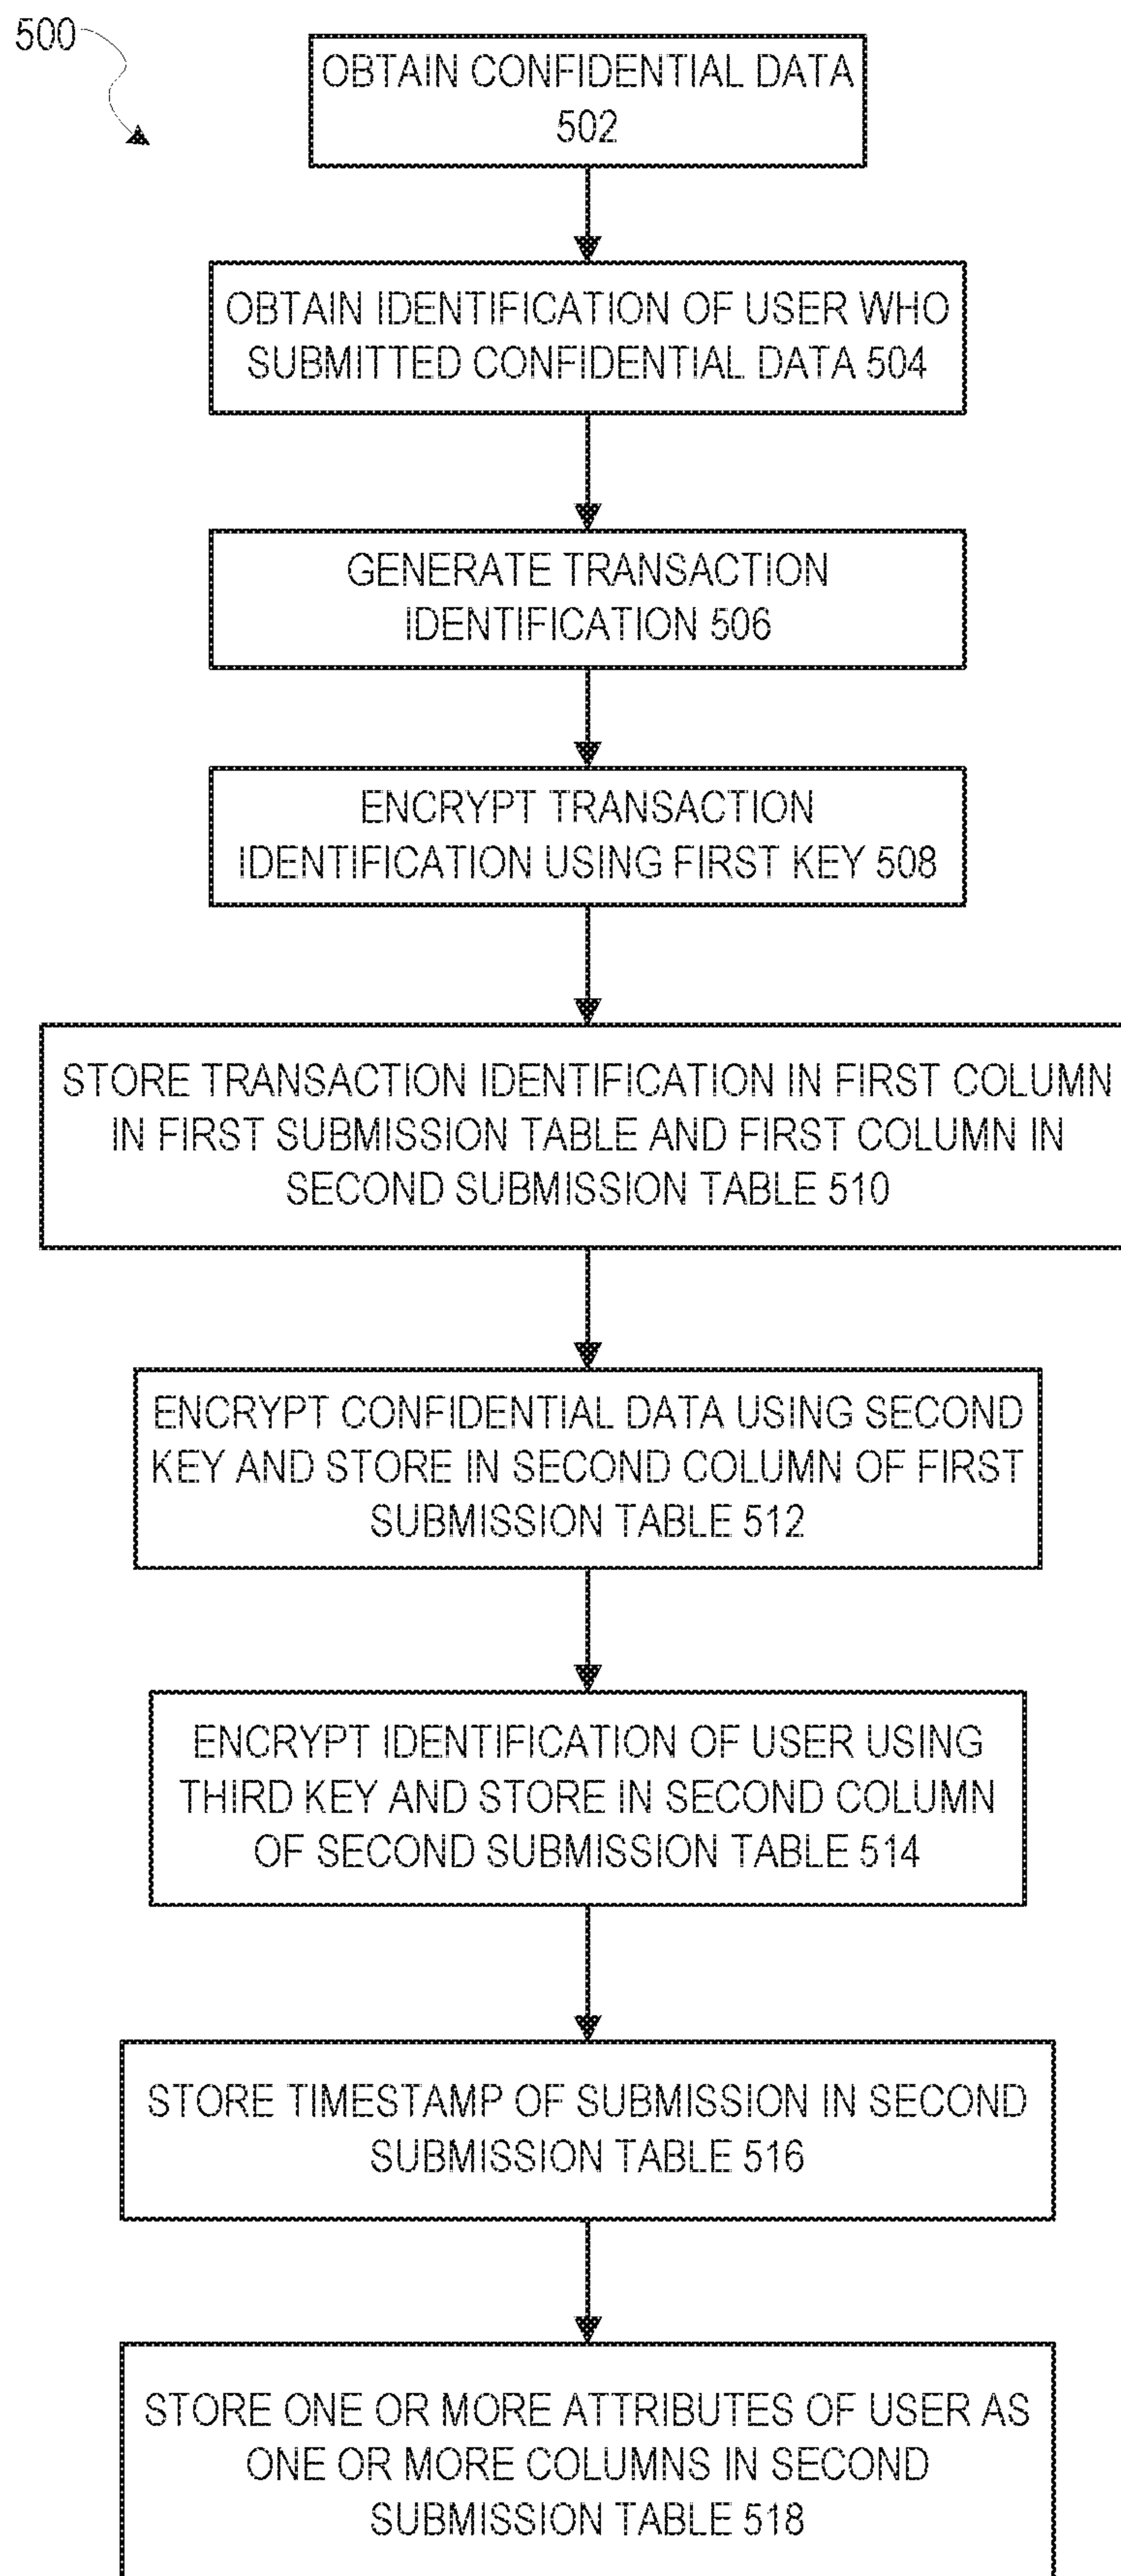 500
OBTAIN CONFIDENTIAL DATA
502
OBTAIN IDENTIFICATION OF USER WHO
SUBMITTED CONFIDENTIAL DATA 504
GENERATE TRANSACTION
IDENTIFICATION 506
ENCRYPT TRANSACTION
IDENTIFICATION USING FIRST KEY 508
STORE TRANSACTION IDENTIFICATION IN FIRST COLUMN
IN FIRST SUBMISSION TABLE AND FIRST COLUMN IN
SECOND SUBMISSION TABLE 510
ENCRYPT CONFIDENTIAL DATA USING SECOND
KEY AND STORE IN SECOND COLUMN OF FIRST
SUBMISSION TABLE 512
ENCRYPT IDENTIFICATION OF USER USING
THIRD KEY AND STORE IN SECOND COLUMN
OF SECOND SUBMISSION TABLE 514
STORE TIMESTAMP OF SUBMISSION IN SECOND
SUBMISSION TABLE 516
STORE ONE OR MORE ATTRIBUTES OF USER AS
ONE OR MORE COLUMNS IN SECOND
SUBMISSION TABLE 518